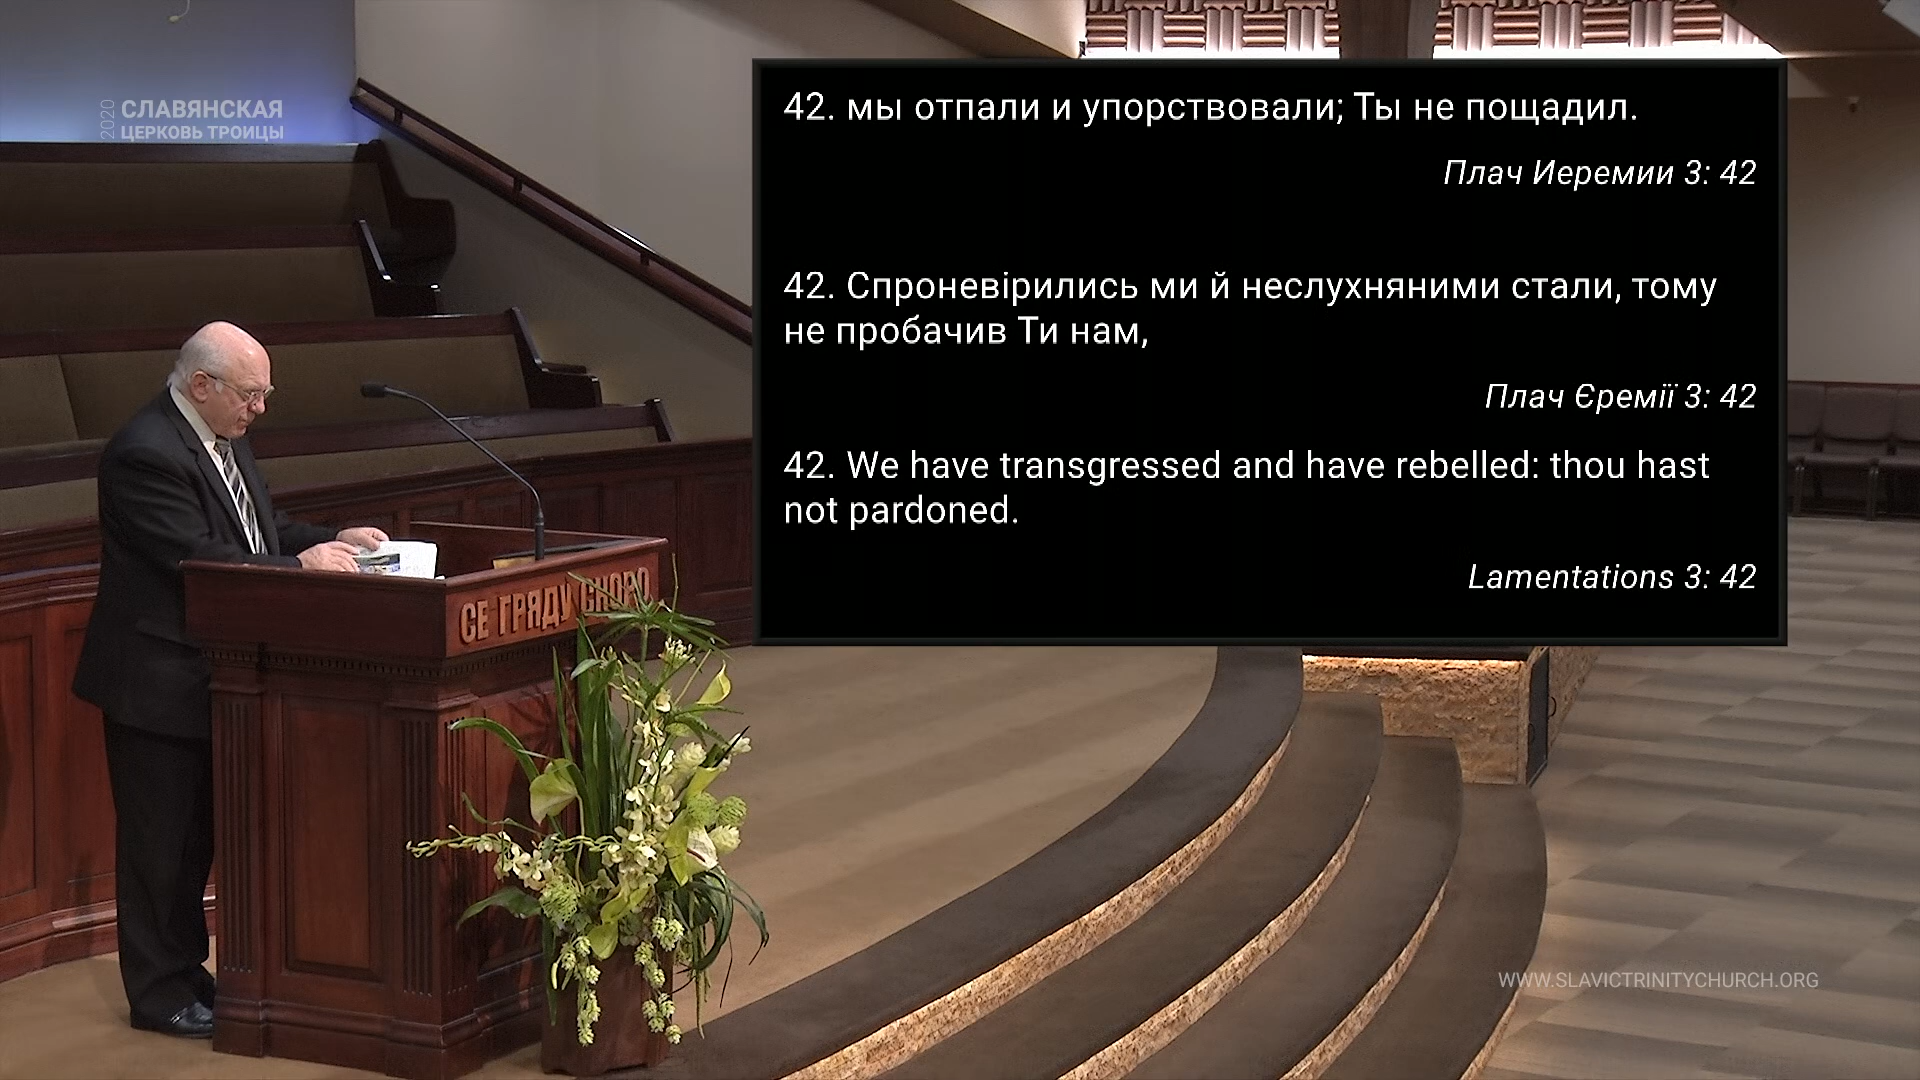 2020
СЛАВЯНСКАЯ
ЦЕРКОВЬ ТРОИЦЫ
42. мы отпали и упорствовали; Ты не пощадил.
Плач Иеремии 3: 42
42. Спроневірились ми й неслухняними стали, тому
не пробачив Ти нам,
Плач Єремії 3: 42
42. We have transgressed and have rebelled: thou hast
not pardoned.
Lamentations 3: 42
СЕ ГРЯДУ СКОРО
WWW.SLAVICTRINITYCHURCH.ORG